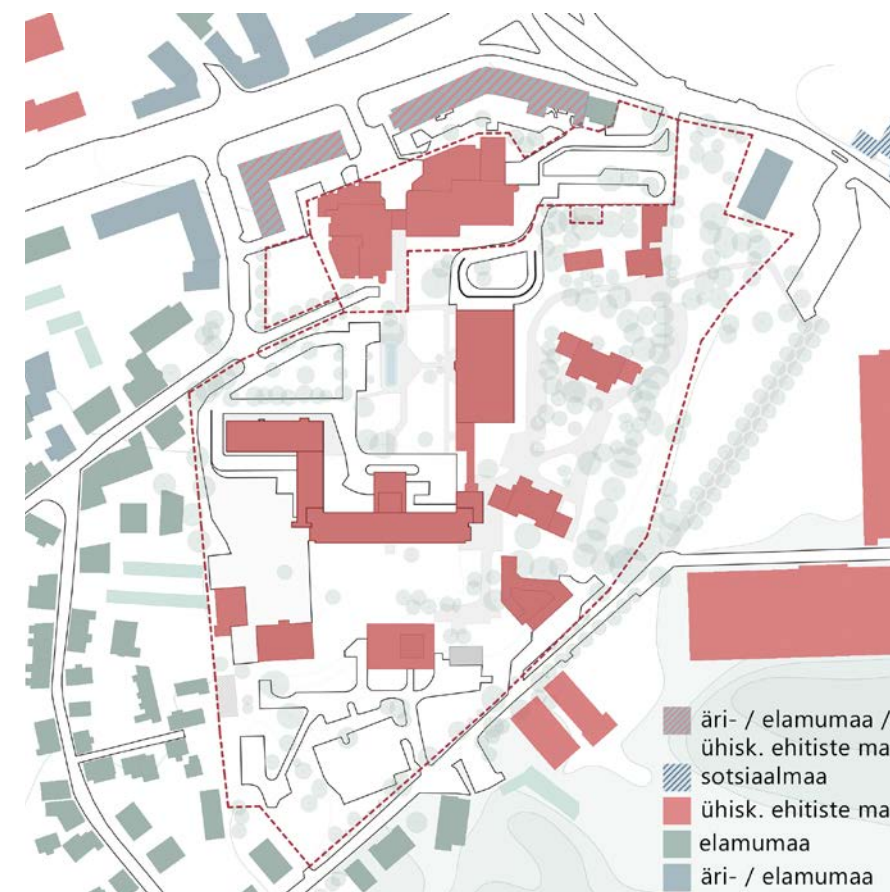 äri- / elamumaa /
ühisk. ehitiste ma
sotsiaalmaa
ühisk. ehitiste ma
elamumaa
äri- / elamumaa